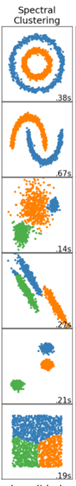 Spectral
Clustering
.38s
.67s
.14s
.27s
.21s
.19s